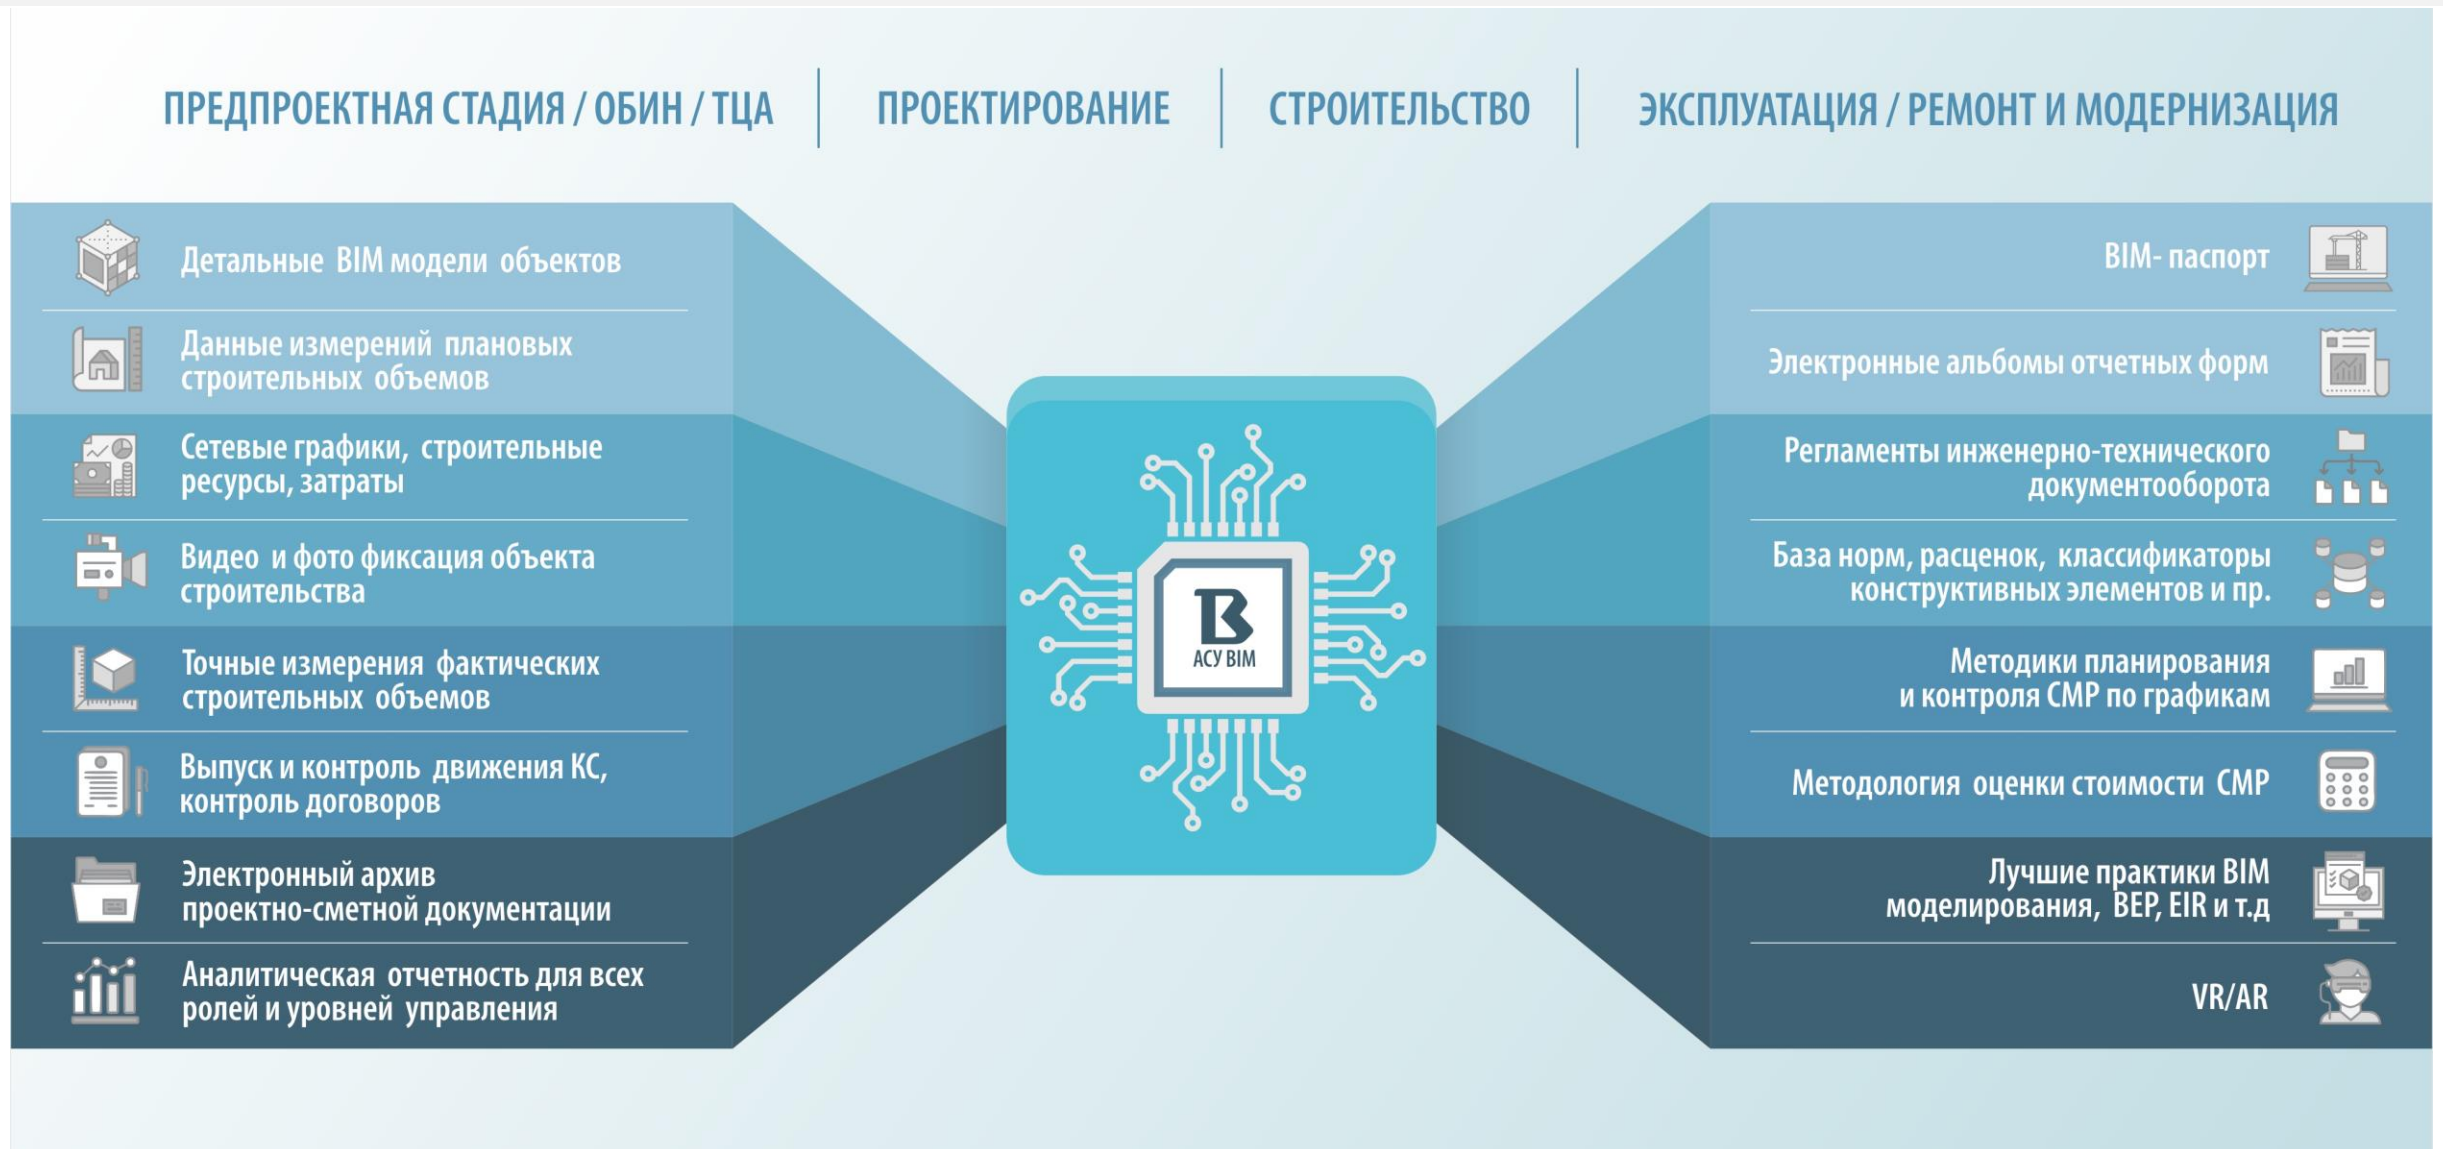 ПРЕДПРОЕКТНАЯ СТАДИЯ / ОБИН / ТЦА
ПРОЕКТИРОВАНИЕ
СТРОИТЕЛЬСТВО
ЭКСПЛУАТАЦИЯ / РЕМОНТ И МОДЕРНИЗАЦИЯ
Детальные BIM модели объектов
Данные измерений плановых
строительных объемов
Сетевые графики, строительные
ресурсы, затраты
Видео и фото фиксация объекта
строительства
Точные измерения фактических
строительных объемов
Выпуск и контроль движения КС,
контроль договоров
Электронный архив
проектно-сметной документации
Аналитическая отчетность для всех
ролей и уровней управления
АСУ BIM
BIM- паспорт
Электронные альбомы отчетных форм
Регламенты инженерно-технического
документооборота
База норм, расценок, классификаторы
конструктивных элементов и пр.
Методики планирования
и контроля СМР по графикам
Методология оценки стоимости СМР
Лучшие практики BIM
моделирования, BEP, EIR и т.д
VR/AR